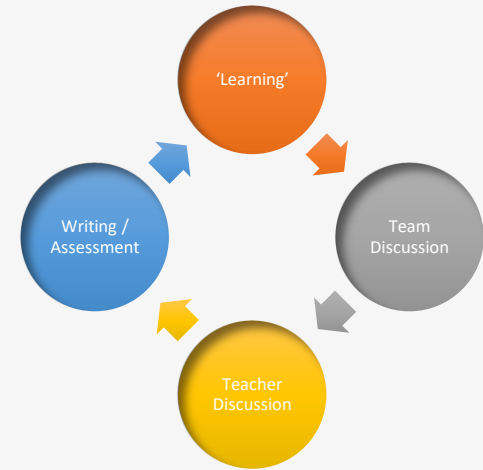 ‘Learning’
Team
Discussion
Teacher
Discussion
Writing /
Assessment